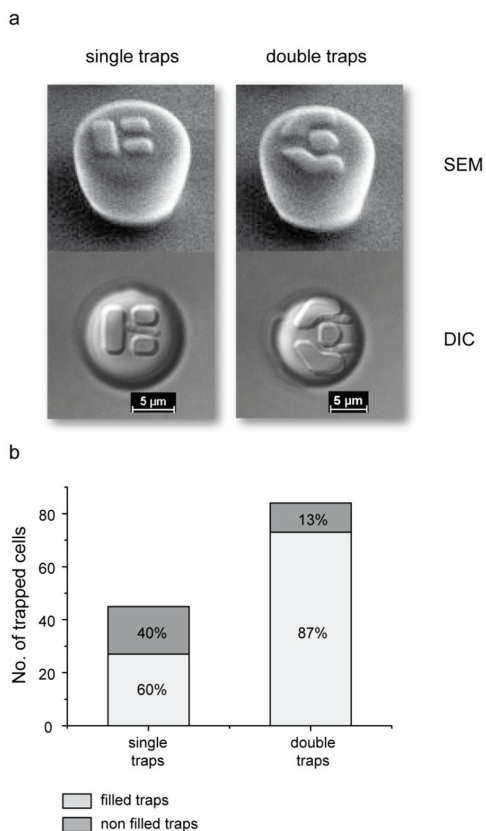 a
single traps double traps
SEM
DIC
5 µm 5 µm
b
No. of trapped cells
80
60
40
20
0
13%
40%
87%
60%
single traps
double traps
filled traps
non filled traps